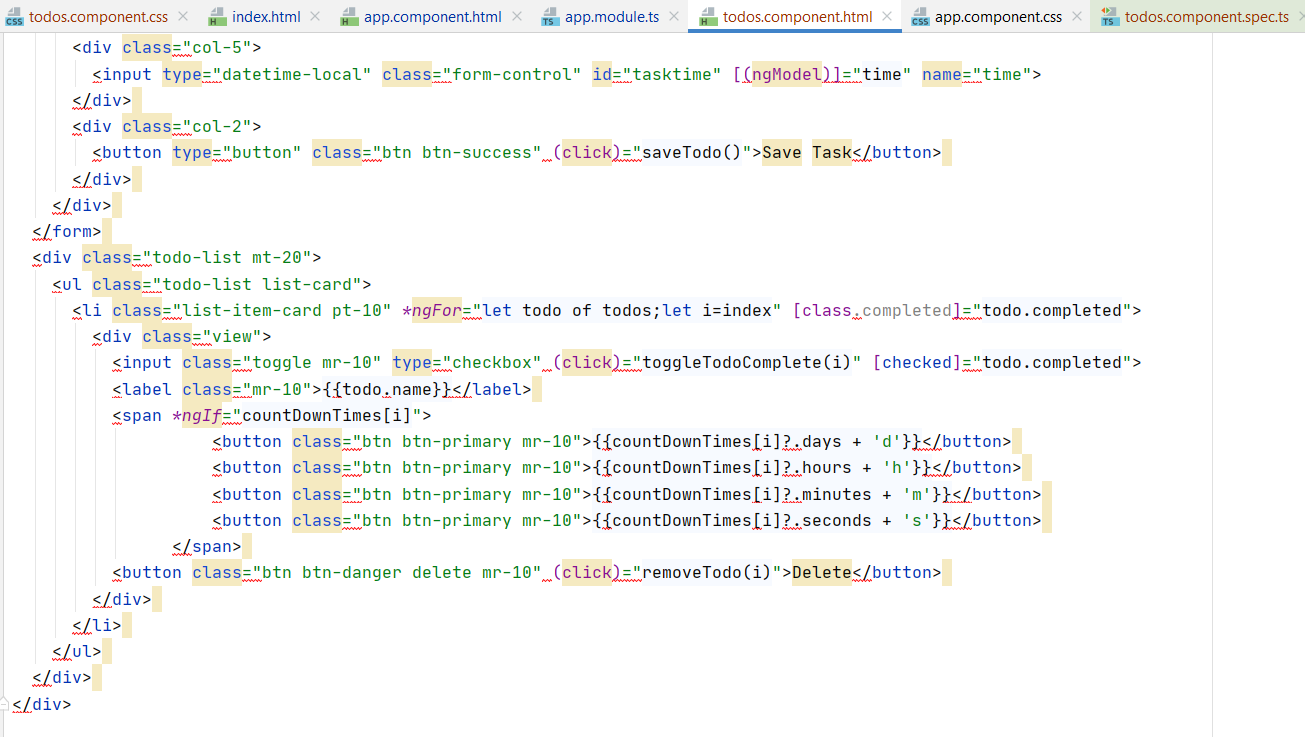 todos.component.css index.html app.component.html app.module.ts todos.component.html app.component.css todos.component.spec.ts
<div class="col-5">
<input type="datetime-local" class="form-control" id="tasktime" [(ngModel)]="time" name="time">
</div>
<div class="col-2">
<button type="button" class="btn btn-success" (click)="saveTodo()">Save Task</button>
</div>
</div>
</form>
<div class="todo-list mt-20">
<ul class="todo-list list-card">
<li class="list-item-card pt-10" *ngFor="let todo of todos;let i=index" [class.completed]="todo.completed">
<div class="view">
<input class="toggle mr-10" type="checkbox" (click)="toggleTodoComplete(i)" [checked]="todo.completed">
<label class="mr-10">{{todo.name}}</label>
<span *ngIf="countDownTimes[i]">
<button class="btn btn-primary mr-10">{{countDownTimes[i]?.days + 'd'}}</button>
<button class="btn btn-primary mr-10">{{countDownTimes[i]?.hours + 'h'}}</button>
<button class="btn btn-primary mr-10">{{countDownTimes[i]?.minutes + 'm'}}</button>
<button class="btn btn-primary mr-10">{{countDownTimes[i]?.seconds + 's'}}</button>
</span>
<button class="btn btn-danger delete mr-10" (click)="removeTodo(i)">Delete</button>
</div>
</li>
</ul>
</div>
</div>